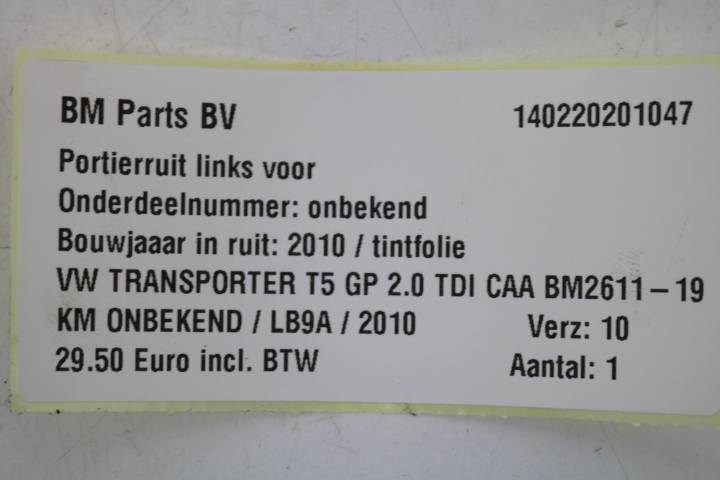 BM Parts BV 140220201047
Portierruit links voor
Onderdeelnummer: onbekend
Bouwjaaar in ruit: 2010 / tintfolie
VW TRANSPORTER T5 GP 2.0 TDI CAA BM2611-19
KM ONBEKEND / LB9A / 2010 Verz: 10
29.50 Euro incl. BTW Aantal: 1